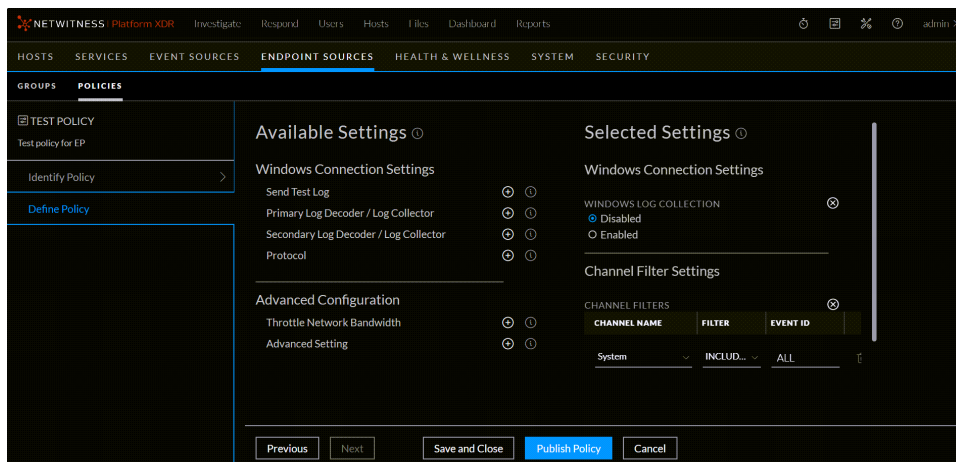 NETWITNESS Platform XDR Investigate Respond Users Hosts Files Dashboard Reports admin
HOSTS SERVICES EVENT SOURCES ENDPOINT SOURCES HEALTH & WELLNESS SYSTEM SECURITY
GROUPS POLICIES
TEST POLICY
Test policy for EP
Identify Policy
Define Policy
Available Settings
Windows Connection Settings
Send Test Log
Primary Log Decoder / Log Collector
Secondary Log Decoder / Log Collector
Protocol
Advanced Configuration
Throttle Network Bandwidth
Advanced Setting
Selected Settings
Windows Connection Settings
WINDOWS LOG COLLECTION
Disabled
Enabled
Channel Filter Settings
CHANNEL FILTERS
CHANNEL NAME FILTER EVENT ID
System INCLUD... ALL
Previous Next Save and Close Publish Policy Cancel